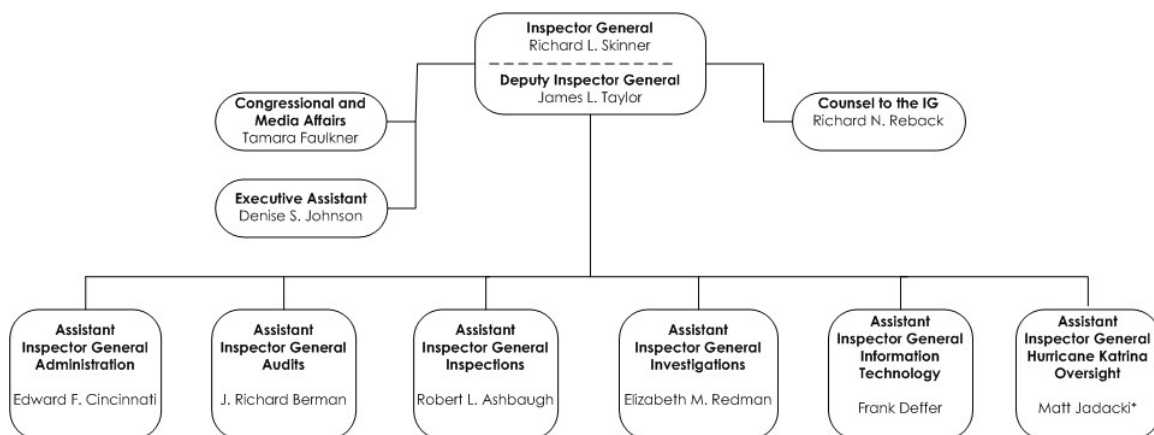 Inspector General
Richard L. Skinner
Deputy Inspector General
James L. Taylor
Congressional and
Media Affairs
Tamara Faulkner
Counsel to the IG
Richard N. Reback
Executive Assistant
Denise S. Johnson
Assistant
Inspector General
Administration
Edward F. Cincinnati
Assistant
Inspector General
Audits
J. Richard Berman
Assistant
Inspector General
Inspections
Robert L. Ashbaugh
Assistant
Inspector General
Investigations
Elizabeth M. Redman
Assistant
Inspector General
Information
Technology
Frank Deffer
Assistant
Inspector General
Hurricane Katrina
Oversight
Matt Jadacki*